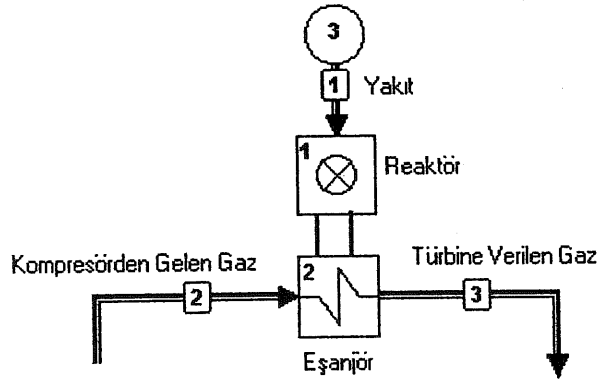 3
1 Yakıt
1
Reaktör
Kompresörden Gelen Gaz
2
2
Türbine Verilen Gaz
3
Eşanjör